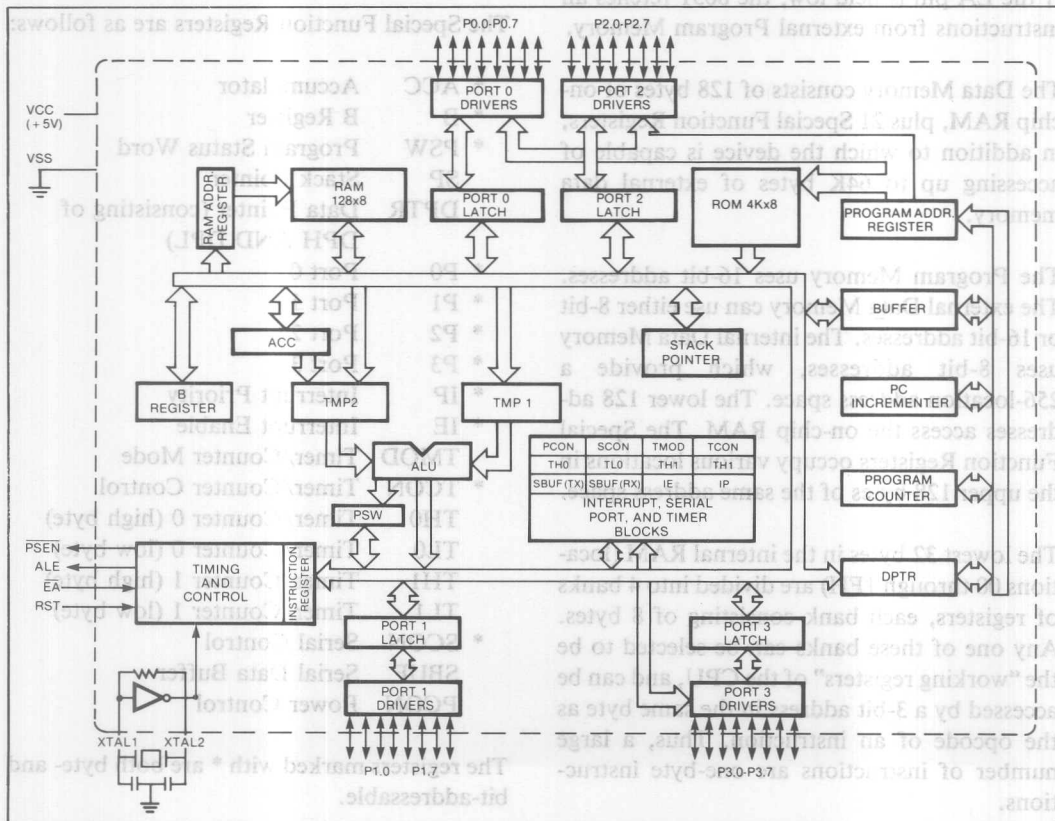 P0.0-P0.7
P2.0-P2.7
VCC
(+5V)
VSS
PORT 0
DRIVERS
PORT 2
DRIVERS
RAM ADDR.
REGISTER
RAM
128x8
PORT 0
LATCH
PORT 2
LATCH
ROM 4Kx8
PROGRAM ADDR.
REGISTER
BUFFER
ACC
STACK
POINTER
B
REGISTER
TMP2
TMP 1
PC
INCREMENTER
ALU
PCON SCON TMOD TCON
TH0 TL0 TH1 TH1
SBUF (TX) SBUF (RX) IE IP
INTERRUPT, SERIAL
PORT, AND TIMER
BLOCKS
PROGRAM
COUNTER
PSW
PSEN
ALE
EA
RST
TIMING
AND
CONTROL
INSTRUCTION
REGISTER
DPTR
PORT 1
LATCH
PORT 3
LATCH
PORT 1
DRIVERS
PORT 3
DRIVERS
XTAL1
XTAL2
P1.0
P1.7
P3.0-P3.7
instructions from external Program Memory.
The Data Memory consists of 128 bytes of on-
chip RAM, plus 21 Special Function Registers,
in addition to which the device is capable of
accessing up to 64K bytes of external data
memory.
The Program Memory uses 16-bit addresses.
The external Data Memory can use either 8-bit
or 16-bit addresses. The internal Data Memory
uses 8-bit addresses, which provide a
256-location address space. The lower 128 ad-
dresses access the on-chip RAM. The Special
Function Registers occupy various locations in
the upper 128 bytes of the same address space.
The lowest 32 bytes in the internal RAM (loca-
tions 00 through 1FH) are divided into 4 banks
of registers, each bank consisting of 8 bytes.
Any one of these banks can be selected to be
the "working registers" of the CPU, and can be
accessed by a 3-bit address in the same byte as
the opcode of an instruction. Thus, a large
number of instructions are one-byte instruc-
tions.
The Special Function Registers are as follows:
* ACC Accumulator
* B B Register
* PSW Program Status Word
SP Stack Pointer
DPTR Data Pointer (consisting of
DPH AND DPL)
* P0 Port 0
* P1 Port 1
* P2 Port 2
* P3 Port 3
* IP Interrupt Priority
* IE Interrupt Enable
TMOD Timer/Counter Mode
* TCON Timer/Counter Control
TH0 Timer/Counter 0 (high byte)
TL0 Timer/Counter 0 (low byte)
TH1 Timer/Counter 1 (high byte)
TL1 Timer/Counter 1 (low byte)
* SCON Serial Control
SBUF Serial Data Buffer
PCON Power Control
The registers marked with * are both byte- and
bit-addressable.